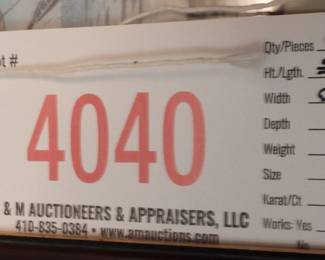 ot #
4040
& M AUCTIONEERS & APPRAISERS, LLC
410-835-0384 • www.amauctions.com
Qty/Pieces
Ht./Lgth.
Width
Depth
Weight
Size
Karat/Ct
Works: Yes
No